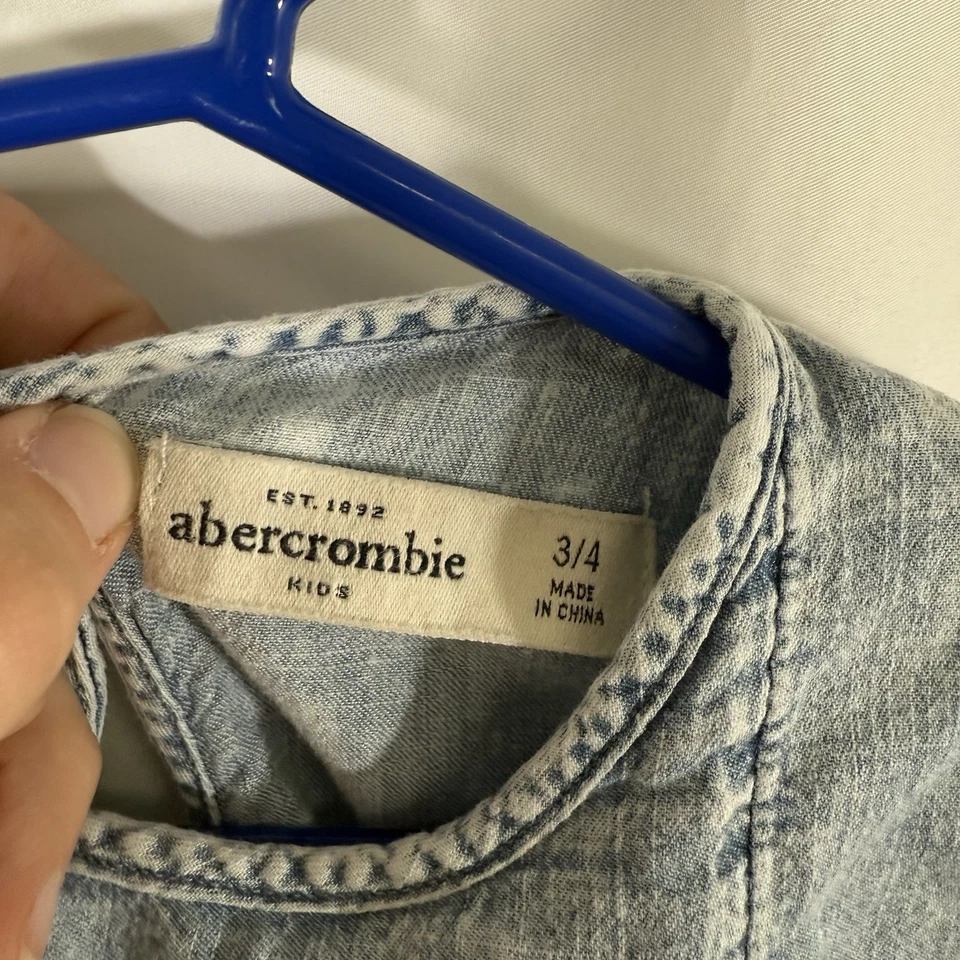 EST. 1892
abercrombie
KIDS
3/4
MADE
IN CHINA